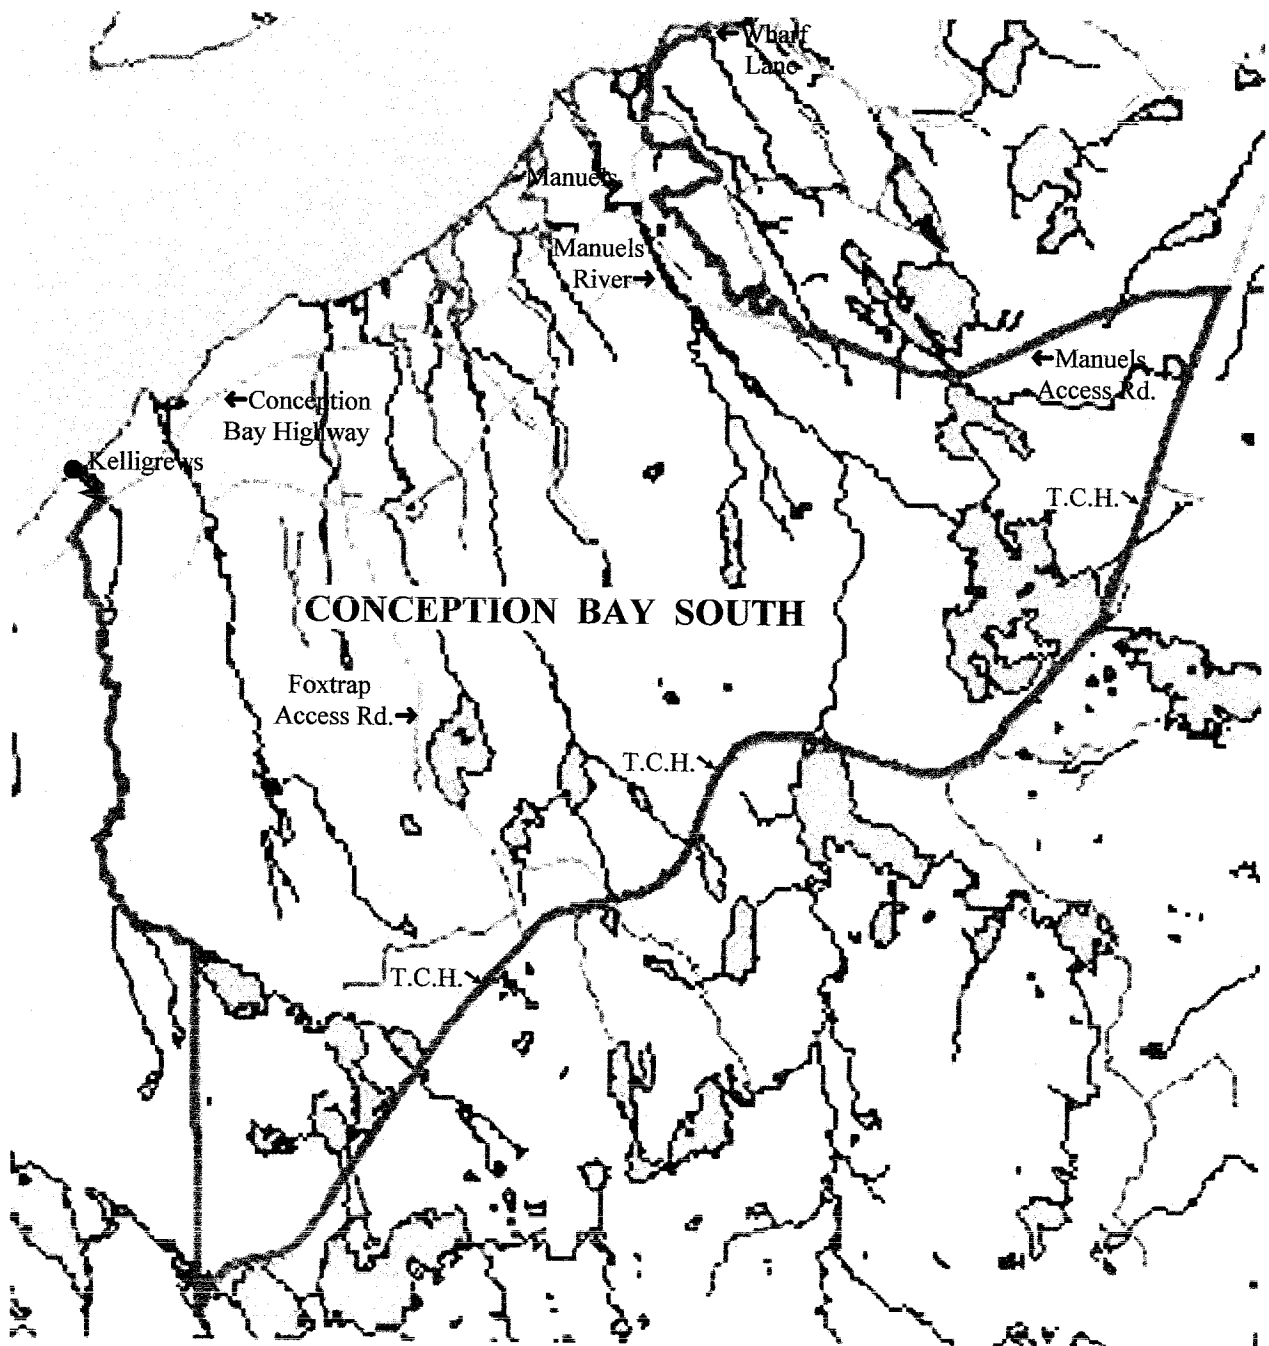 ←Wharf
Lane
Manuels
Manuels
River→
←Manuels
Access Rd.
←Conception
Bay Highway
Kelligrews
T.C.H.
CONCEPTION BAY SOUTH
Foxtrap
Access Rd.→
T.C.H.
T.C.H.